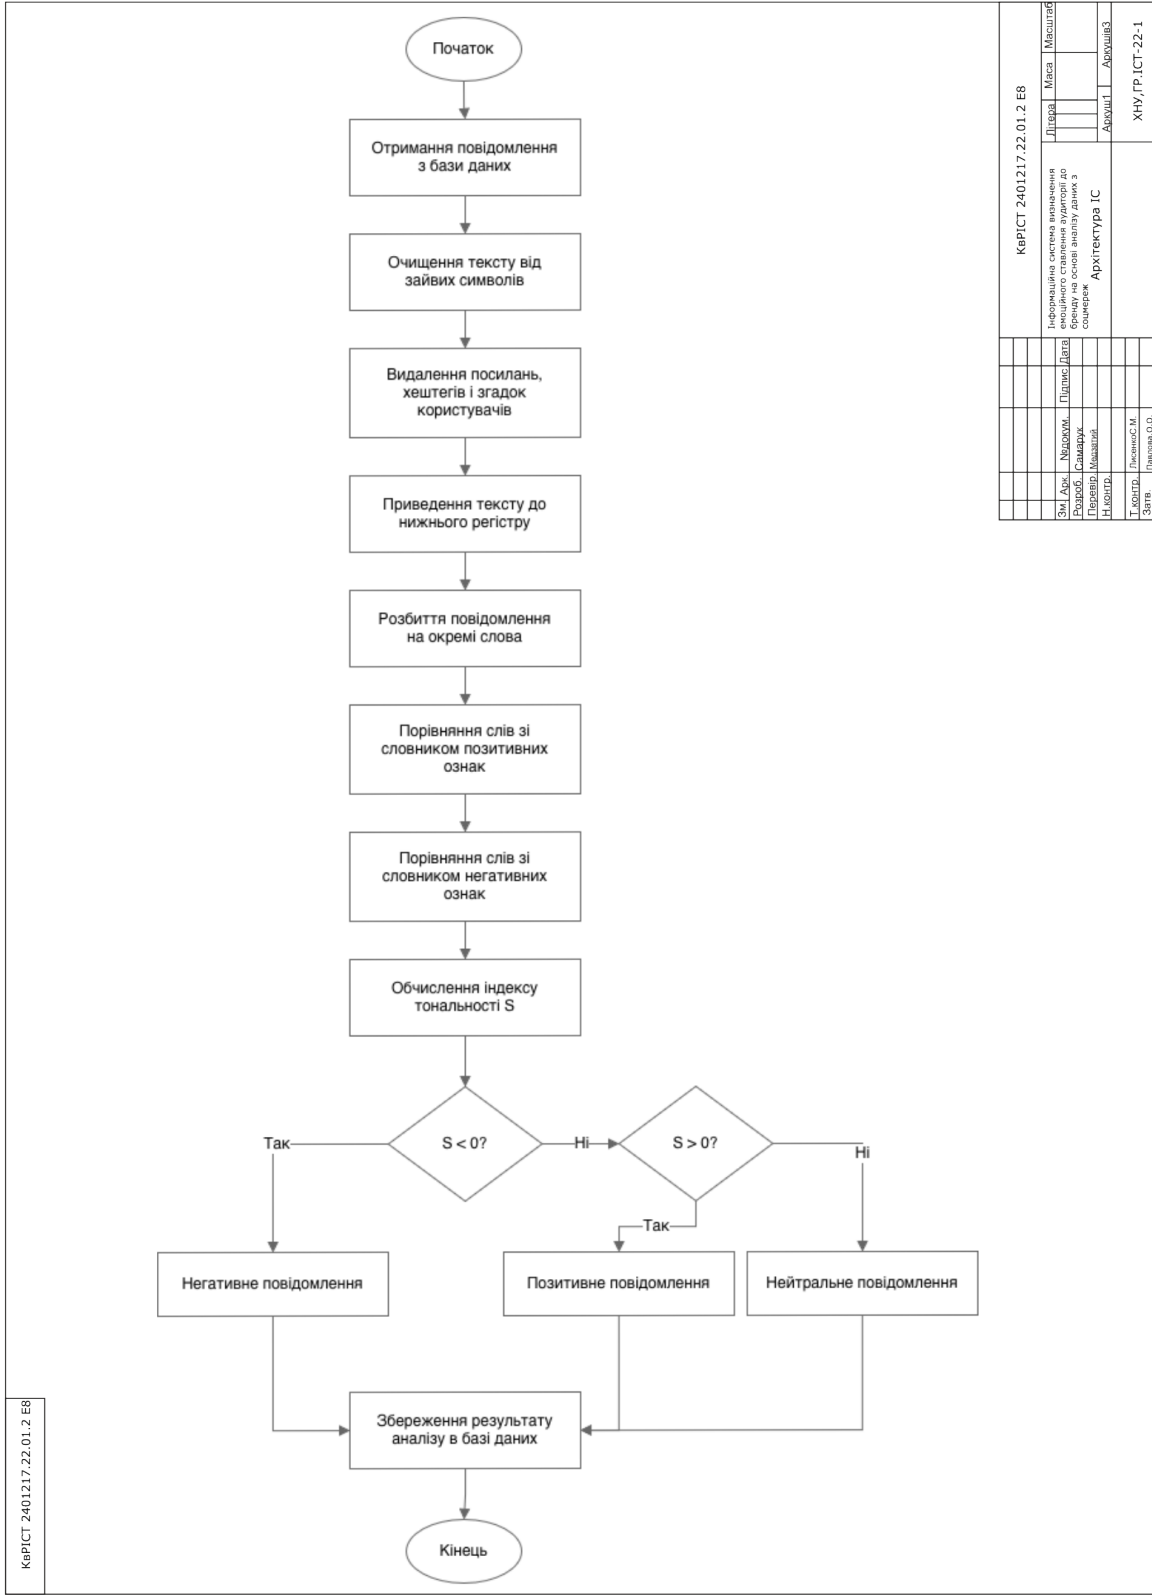 Початок
Отримання повідомлення
з бази даних
Очищення тексту від
зайвих символів
Видалення посилань,
хештегів і згадок
користувачів
Приведення тексту до
нижнього регістру
Розбиття повідомлення
на окремі слова
Порівняння слів зі
словником позитивних
ознак
Порівняння слів зі
словником негативних
ознак
Обчислення індексу
тональності S
S < 0?
Так
Ні
S > 0?
Так
Ні
Негативне повідомлення
Позитивне повідомлення
Нейтральне повідомлення
Збереження результату
аналізу в базі даних
Кінець
КвРІСТ 2401217.22.01.2 Е8
КвРІСТ 2401217.22.01.2 Е8
Інформаційна система визначення
емоційного ставлення аудиторії до
бренду на основі аналізу даних з
соцмереж
Архітектура ІС
Літера Маса Масштаб
Аркуш1 Аркушів3
ХНУ,ГР.ІСТ-22-1
Зм. Арк. №докум. Підпис Дата
Розроб. Самарук
Перевір.
Н.контр.
Т.контр. ЛисенкоС.М.
Затв. Павлова О.О.